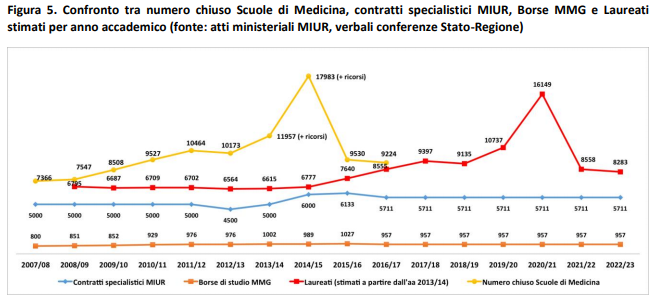 Figura 5. Confronto tra numero chiuso Scuole di Medicina, contratti specialistici MIUR, Borse MMG e Laureati
stimati per anno accademico (fonte: atti ministeriali MIUR, verbali conferenze Stato-Regione)
17983 (+ ricorsi)
16149
11957 (+ ricorsi)
7366 7547 8508 9527 10464 10173 9530 9224 9397 9135 10737 8558 8283
6795 6687 6709 6702 6564 6615 6777 7640 8556
5000 5000 5000 5000 5000 4500 5000 6000 6133 5711 5711 5711 5711 5711 5711 5711
800 851 852 929 976 976 1002 989 1027 957 957 957 957 957 957 957
2007/08 2008/09 2009/10 2010/11 2011/12 2012/13 2013/14 2014/15 2015/16 2016/17 2017/18 2018/19 2019/20 2020/21 2021/22 2022/23
Contratti specialistici MIUR Borse di studio MMG Laureati (stimati a partire dall'aa 2013/14) Numero chiuso Scuole di Medicina